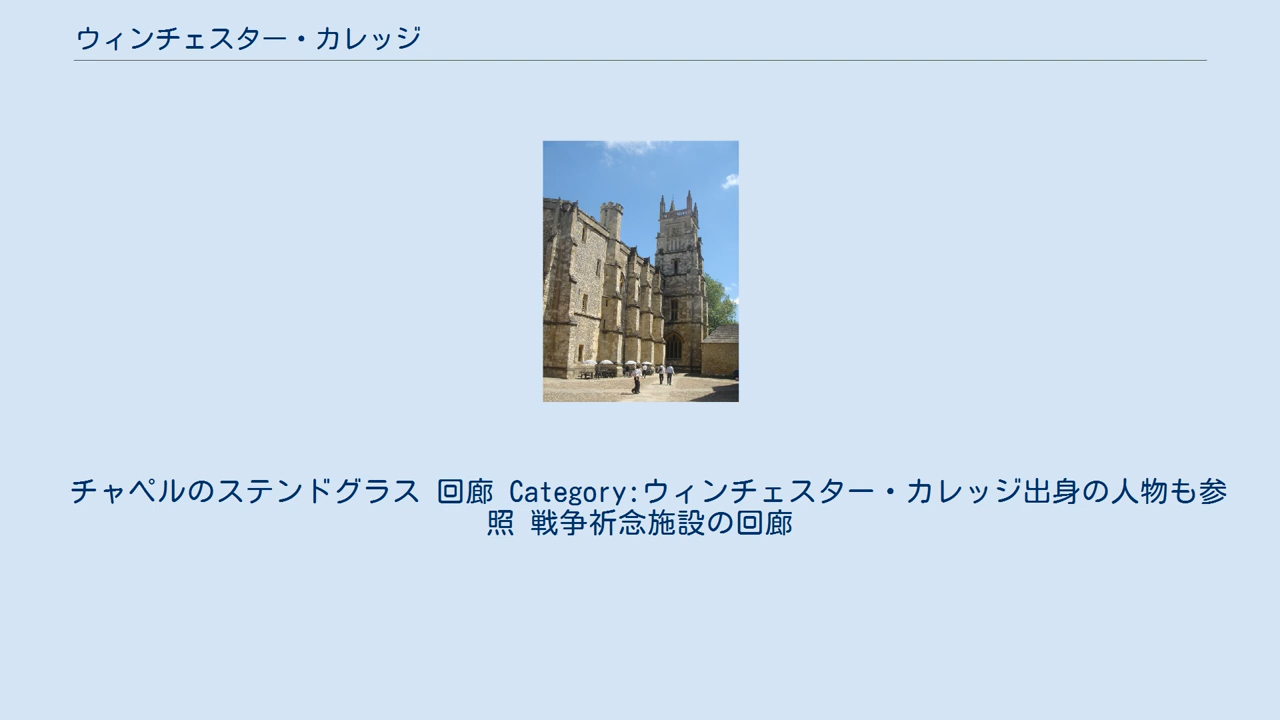 ウィンチェスター・カレッジ
チャペルのステンドグラス 回廊 Category:ウィンチェスター・カレッジ出身の人物も参
照 戦争祈念施設の回廊